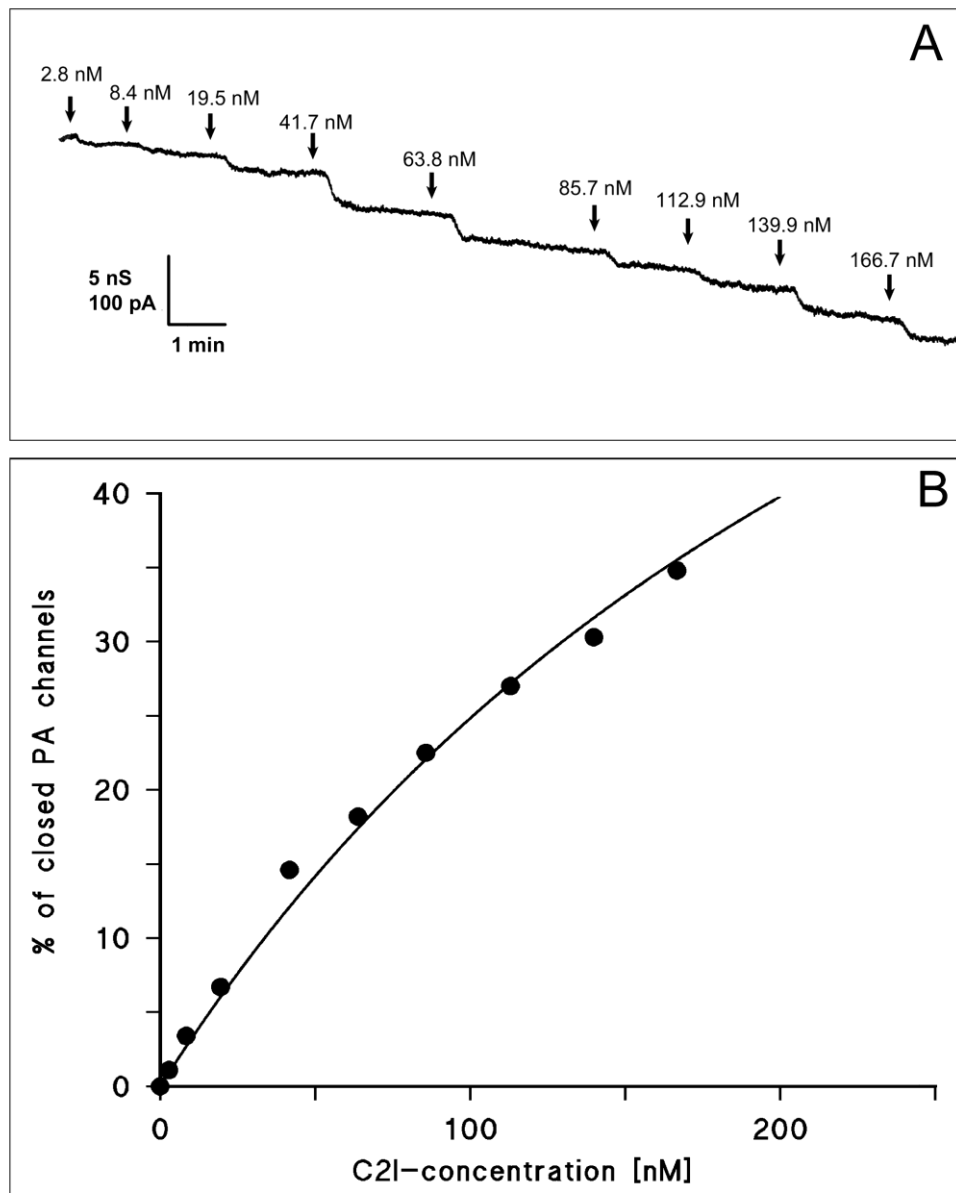 A
2.8 nM
8.4 nM
19.5 nM
41.7 nM
63.8 nM
85.7 nM
112.9 nM
139.9 nM
166.7 nM
5 nS
100 pA
1 min
B
40
30
20
10
0
% of closed PA channels
0 100 200
C2I-concentration [nM]